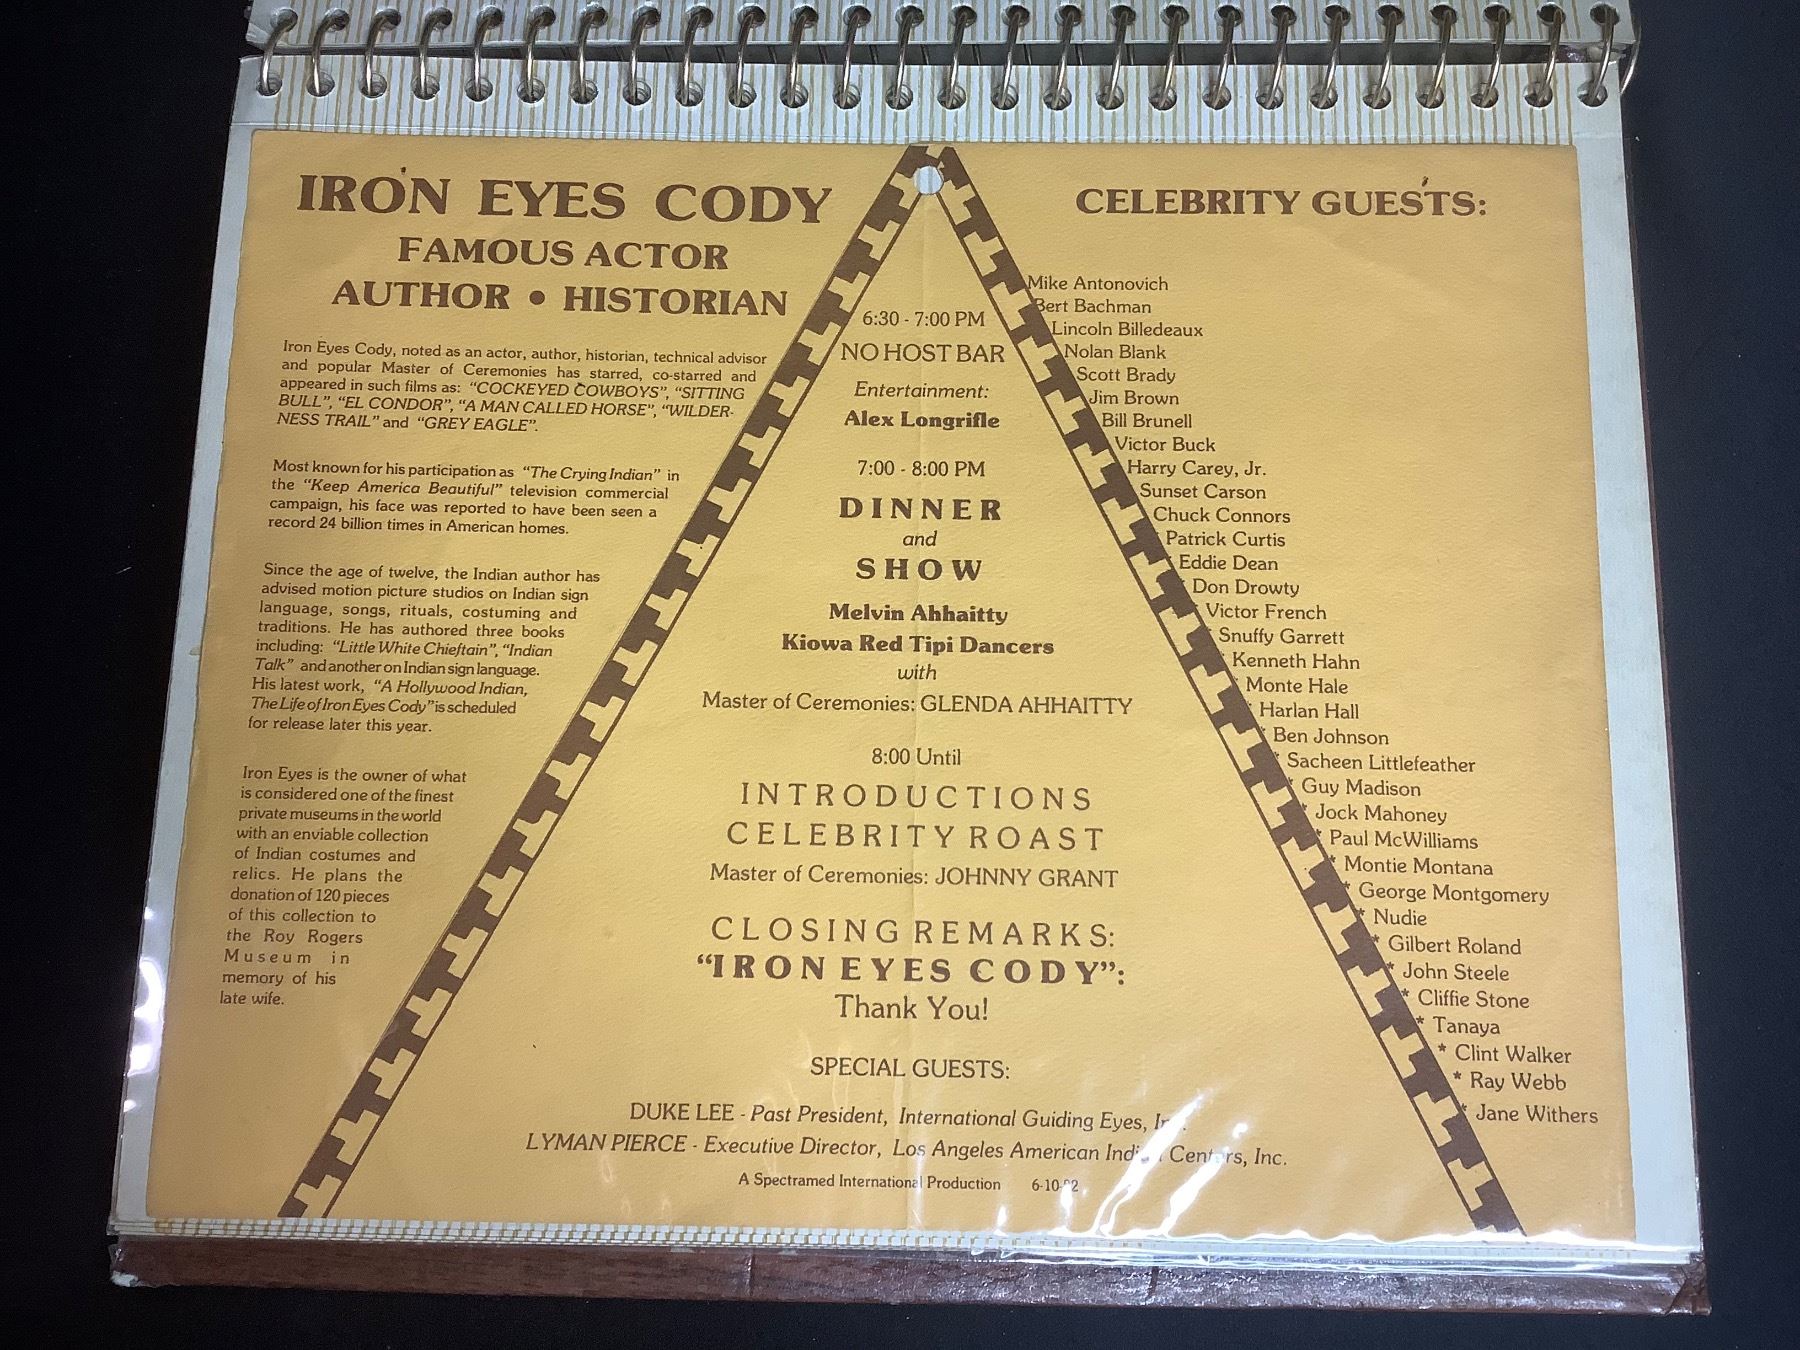 IRON EYES CODY
FAMOUS ACTOR
AUTHOR • HISTORIAN
Iron Eyes Cody, noted as an actor, author, historian, technical advisor
and popular Master of Ceremonies has starred, co-starred and
appeared in such films as: "COCKEYED COWBOYS", "SITTING
BULL", "EL CONDOR", "A MAN CALLED HORSE", "WILDER-
NESS TRAIL" and "GREY EAGLE".
Most known for his participation as "The Crying Indian" in
the "Keep America Beautiful" television commercial
campaign, his face was reported to have been seen a
record 24 billion times in American homes.
Since the age of twelve, the Indian author has
advised motion picture studios on Indian sign
language, songs, rituals, costuming and
traditions. He has authored three books
including: "Little White Chieftain", "Indian
Talk" and another on Indian sign language.
His latest work, "A Hollywood Indian,
The Life of Iron Eyes Cody" is scheduled
for release later this year.
Iron Eyes is the owner of what
is considered one of the finest
private museums in the world
with an enviable collection
of Indian costumes and
relics. He plans the
donation of 120 pieces
of this collection to
the Roy Rogers
Museum in
memory of his
late wife.
6:30 - 7:00 PM
NO HOST BAR
Entertainment:
Alex Longrifle
7:00 - 8:00 PM
DINNER
and
SHOW
Melvin Ahhaitty
Kiowa Red Tipi Dancers
with
Master of Ceremonies: GLENDA AHHAITTY
8:00 Until
INTRODUCTIONS
CELEBRITY ROAST
Master of Ceremonies: JOHNNY GRANT
CLOSING REMARKS:
"IRON EYES CODY":
Thank You!
SPECIAL GUESTS:
DUKE LEE - Past President, International Guiding Eyes,
LYMAN PIERCE - Executive Director, Los Angeles American Indian Centers, Inc.
A Spectramed International Production 6-10-82
CELEBRITY GUESTS:
Mike Antonovich
Bert Bachman
Lincoln Billedeaux
Nolan Blank
Scott Brady
Jim Brown
Bill Brunell
Victor Buck
Harry Carey, Jr.
Sunset Carson
Chuck Connors
Patrick Curtis
Eddie Dean
Don Drowty
Victor French
Snuffy Garrett
Kenneth Hahn
Monte Hale
Harlan Hall
* Ben Johnson
* Sacheen Littlefeather
* Guy Madison
* Jock Mahoney
* Paul McWilliams
* Montie Montana
* George Montgomery
* Nudie
* Gilbert Roland
* John Steele
* Cliffie Stone
* Tanaya
* Clint Walker
* Ray Webb
* Jane Withers